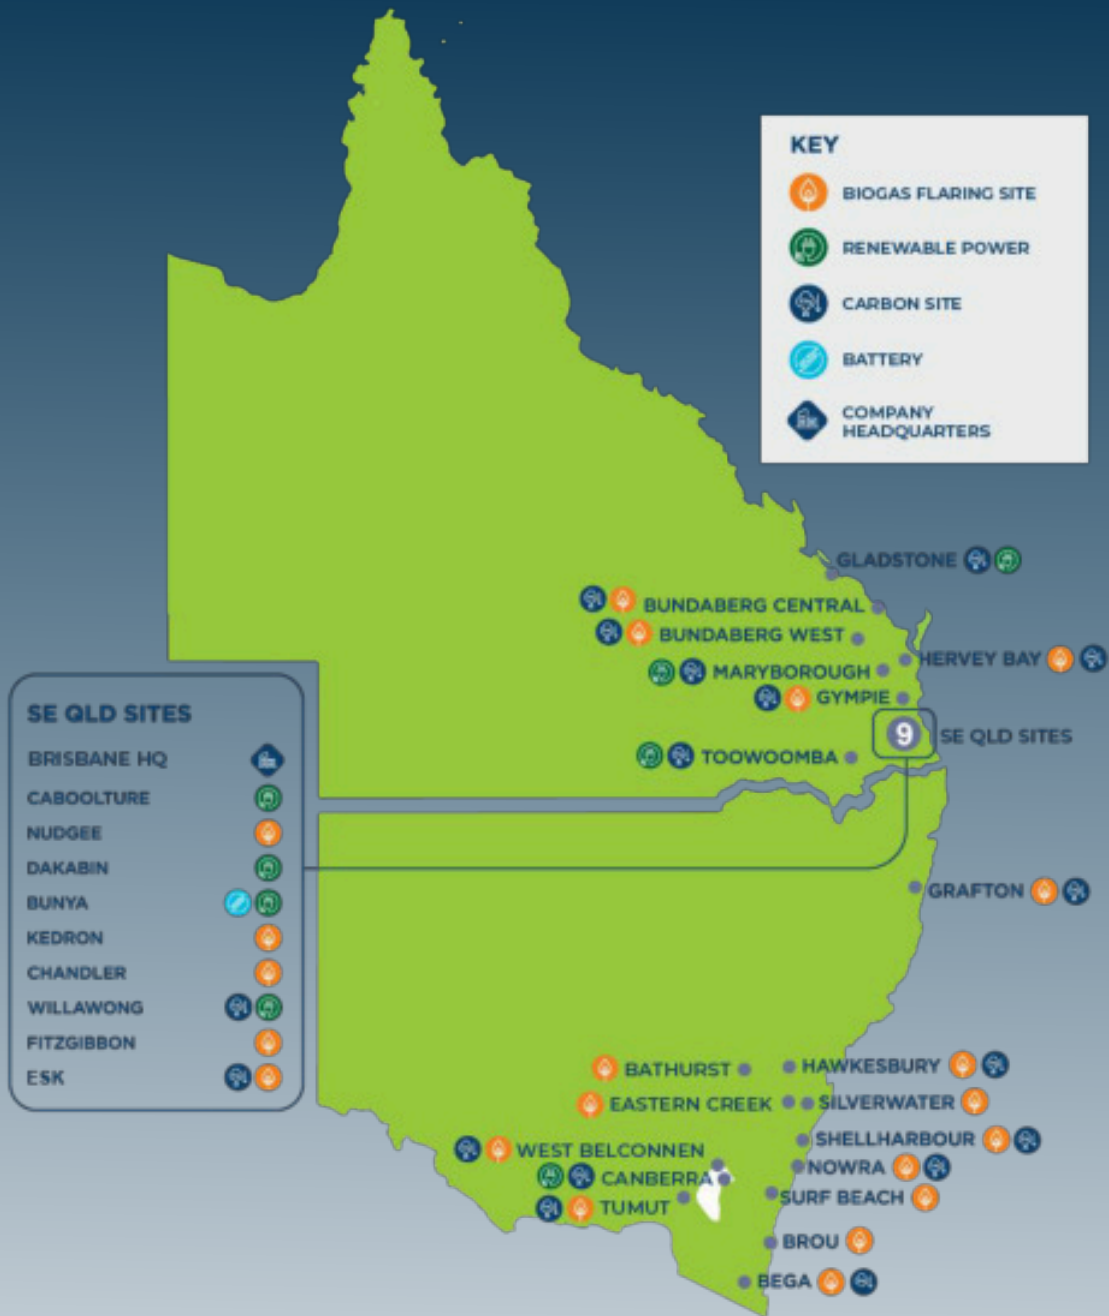 KEY
BIOGAS FLARING SITE
RENEWABLE POWER
CARBON SITE
BATTERY
COMPANY
HEADQUARTERS
GLADSTONE
BUNDABERG CENTRAL
BUNDABERG WEST
HERVEY BAY
MARYBOROUGH
GYMPIE
9
SE QLD SITES
TOOWOOMBA
SE QLD SITES
BRISBANE HQ
CABOOLTURE
NUDGEE
DAKABIN
BUNYA
KEDRON
CHANDLER
WILLAWONG
FITZGIBBON
ESK
GRAFTON
BATHURST
HAWKESBURY
EASTERN CREEK
SILVERWATER
SHELLHARBOUR
WEST BELCONNEN
NOWRA
CANBERRA
SURF BEACH
TUMUT
BROU
BEGA